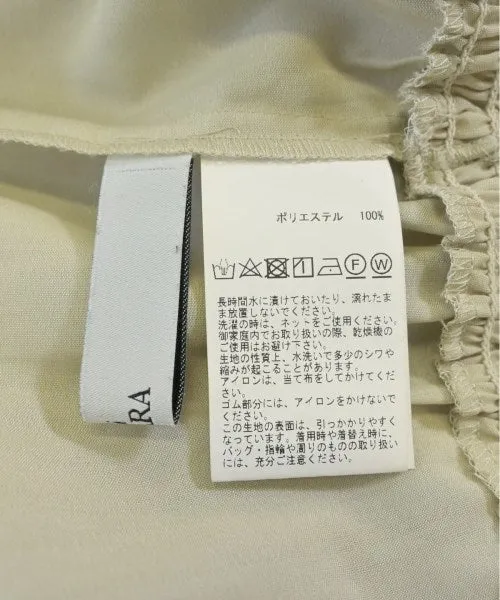 ポリエステル 100%
F W
長時間水に漬けておいたり、濡れたまま放置しないでください。
洗濯の時は、ネットをご使用ください。
御家庭内でお取り扱いの際、乾燥機のご使用はお避け下さい。
生地の性質上、水洗いで多少のシワや縮みが起こることがあります。
アイロンは、当て布をしてかけてください。
ゴム部分には、アイロンをかけないでください。
この生地の表面は、引っかかりやすくなっています。着用時や着替え時に、バッグ・指輪や周りのものの取り扱いには、充分ご注意ください。
RA